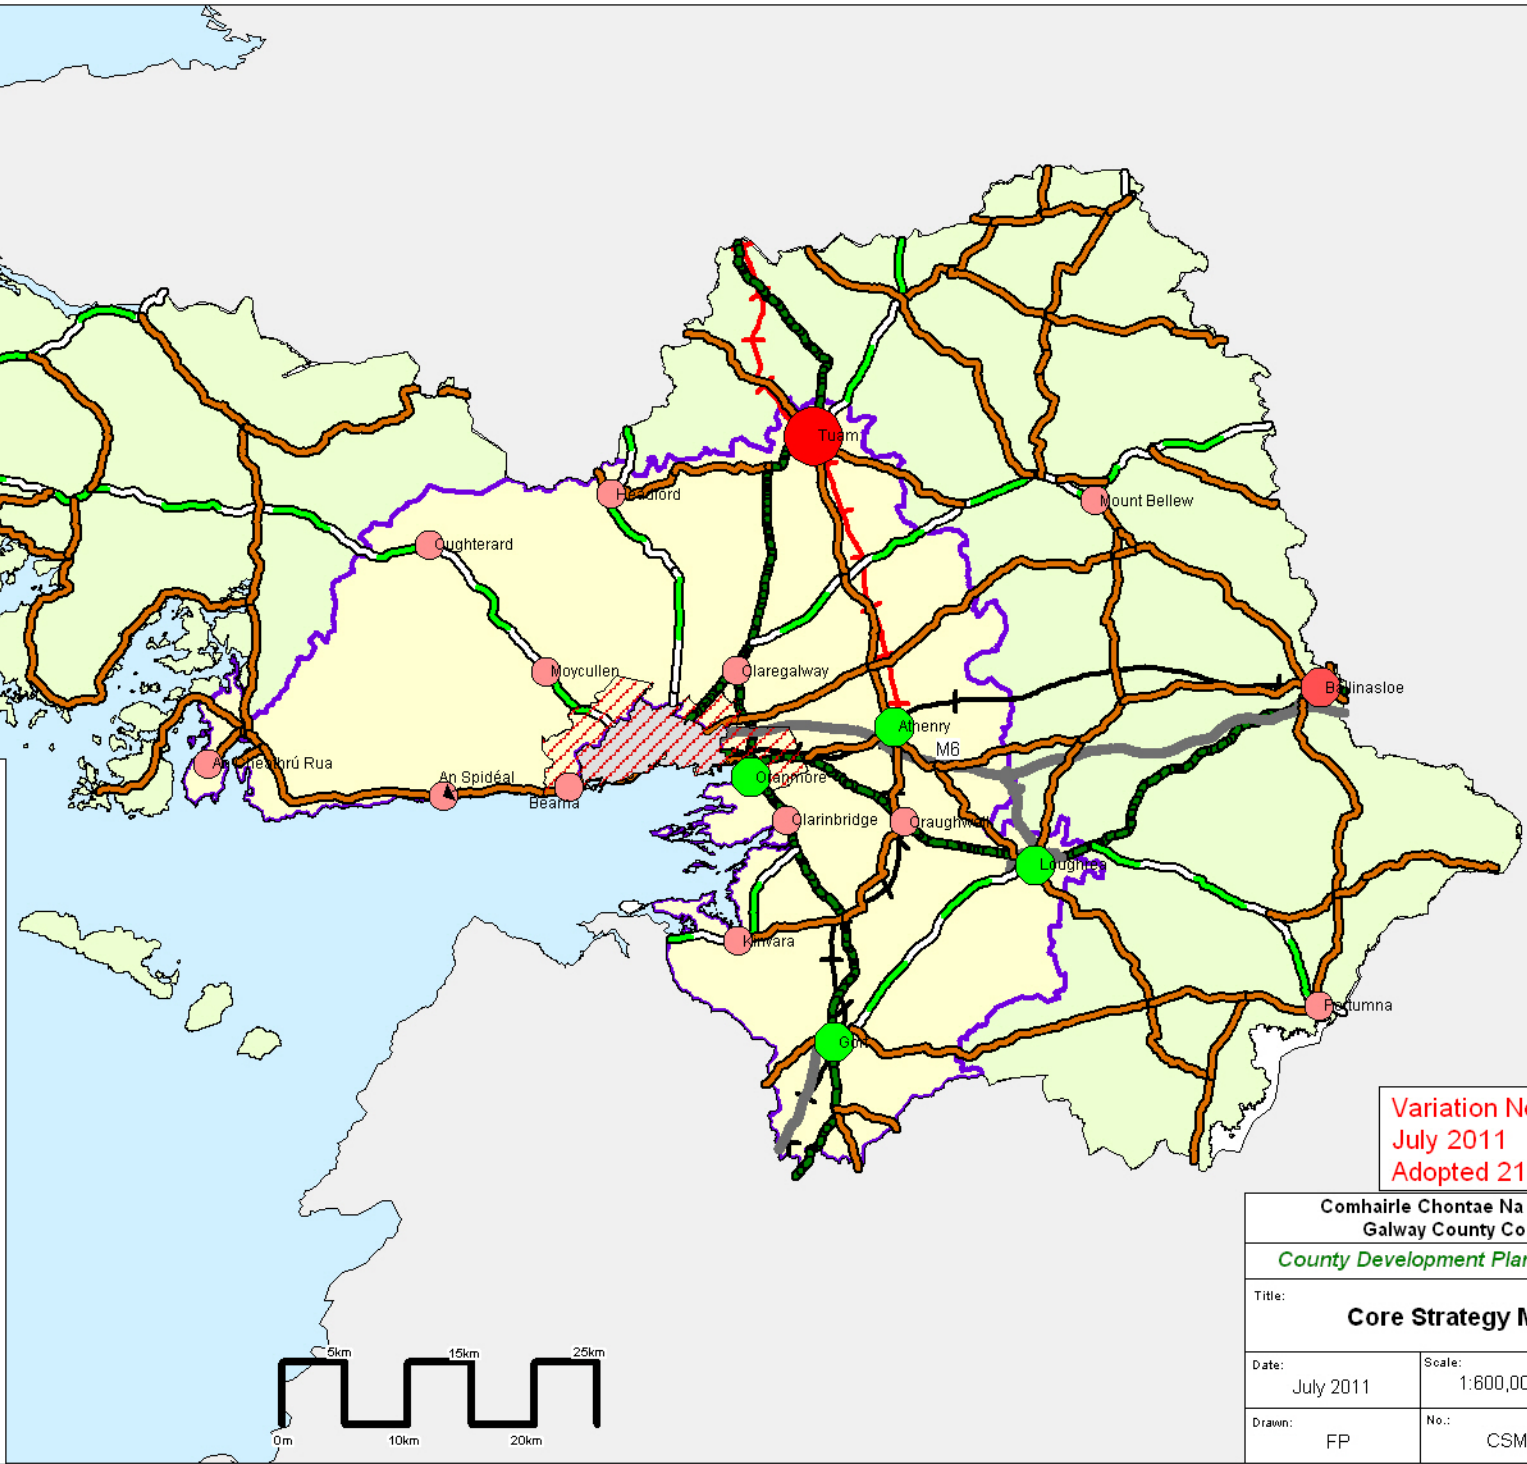 Tuam
Headford
Mount Bellew
Oughterard
Moycullen
Claregalway
Ballinasloe
Athenry
M6
An Cheathrú Rua
An Spidéal
Oranmore
Bearna
Clarinbridge
Craughwell
Loughrea
Kinvara
Portumna
Gort
Variation
July 2011
Adopted 21
Comhairle Chontae Na
Galway County Co
County Development Plan
Title:
Core Strategy M
Date:
July 2011
Scale:
1:600,00
Drawn:
FP
No.:
CSM
5km
15km
25km
0m
10km
20km